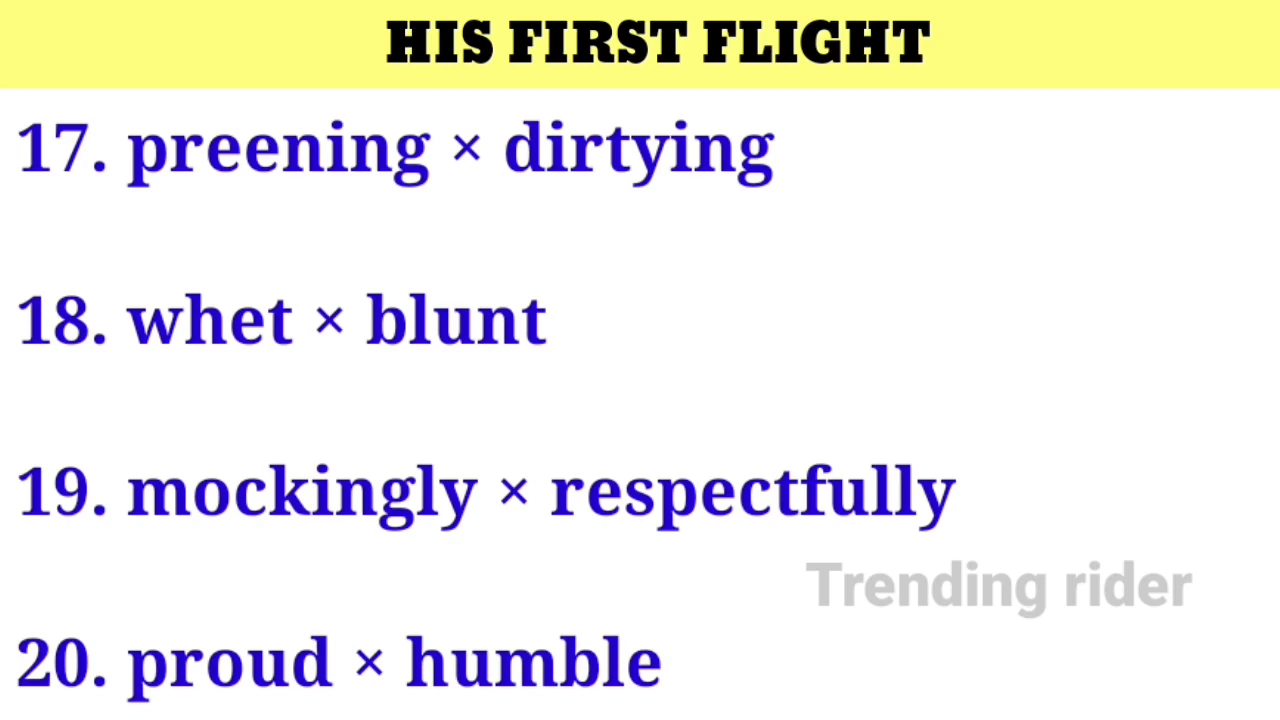 HIS FIRST FLIGHT
17. preening × dirtying
18. whet × blunt
19. mockingly × respectfully
Trending rider
20. proud × humble